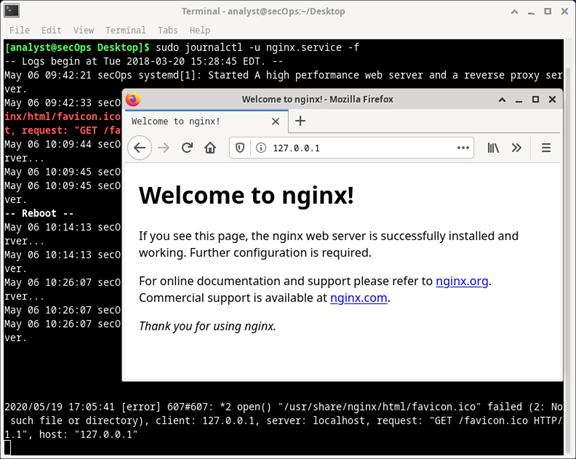 Terminal - analyst@secOps:~/Desktop
File Edit View Terminal Tabs Help
[analyst@secOps Desktop]$ sudo journalctl -u nginx.service -f
-- Logs begin at Tue 2018-03-20 15:28:45 EDT. --
May 06 09:42:21 secOps systemd[1]: Started A high performance web server and a reverse proxy ser
ver.
May 06 09:42:33 secO
inx/html/favicon.ico
t, request: "GET /fa
May 06 10:09:44 secO
rver...
May 06 10:09:45 secO
May 06 10:09:45 secO
ver.
-- Reboot --
May 06 10:14:13 secO
rver...
May 06 10:14:13 secO
ver.
May 06 10:26:07 secO
rver...
May 06 10:26:07 secO
May 06 10:26:07 secO
ver.
Welcome to nginx! - Mozilla Firefox
Welcome to nginx!
127.0.0.1
Welcome to nginx!
If you see this page, the nginx web server is successfully installed and
working. Further configuration is required.
For online documentation and support please refer to nginx.org.
Commercial support is available at nginx.com.
Thank you for using nginx.
2020/05/19 17:05:41 [error] 607#607: *2 open() "/usr/share/nginx/html/favicon.ico" failed (2: No
such file or directory), client: 127.0.0.1, server: localhost, request: "GET /favicon.ico HTTP/
1.1", host: "127.0.0.1"